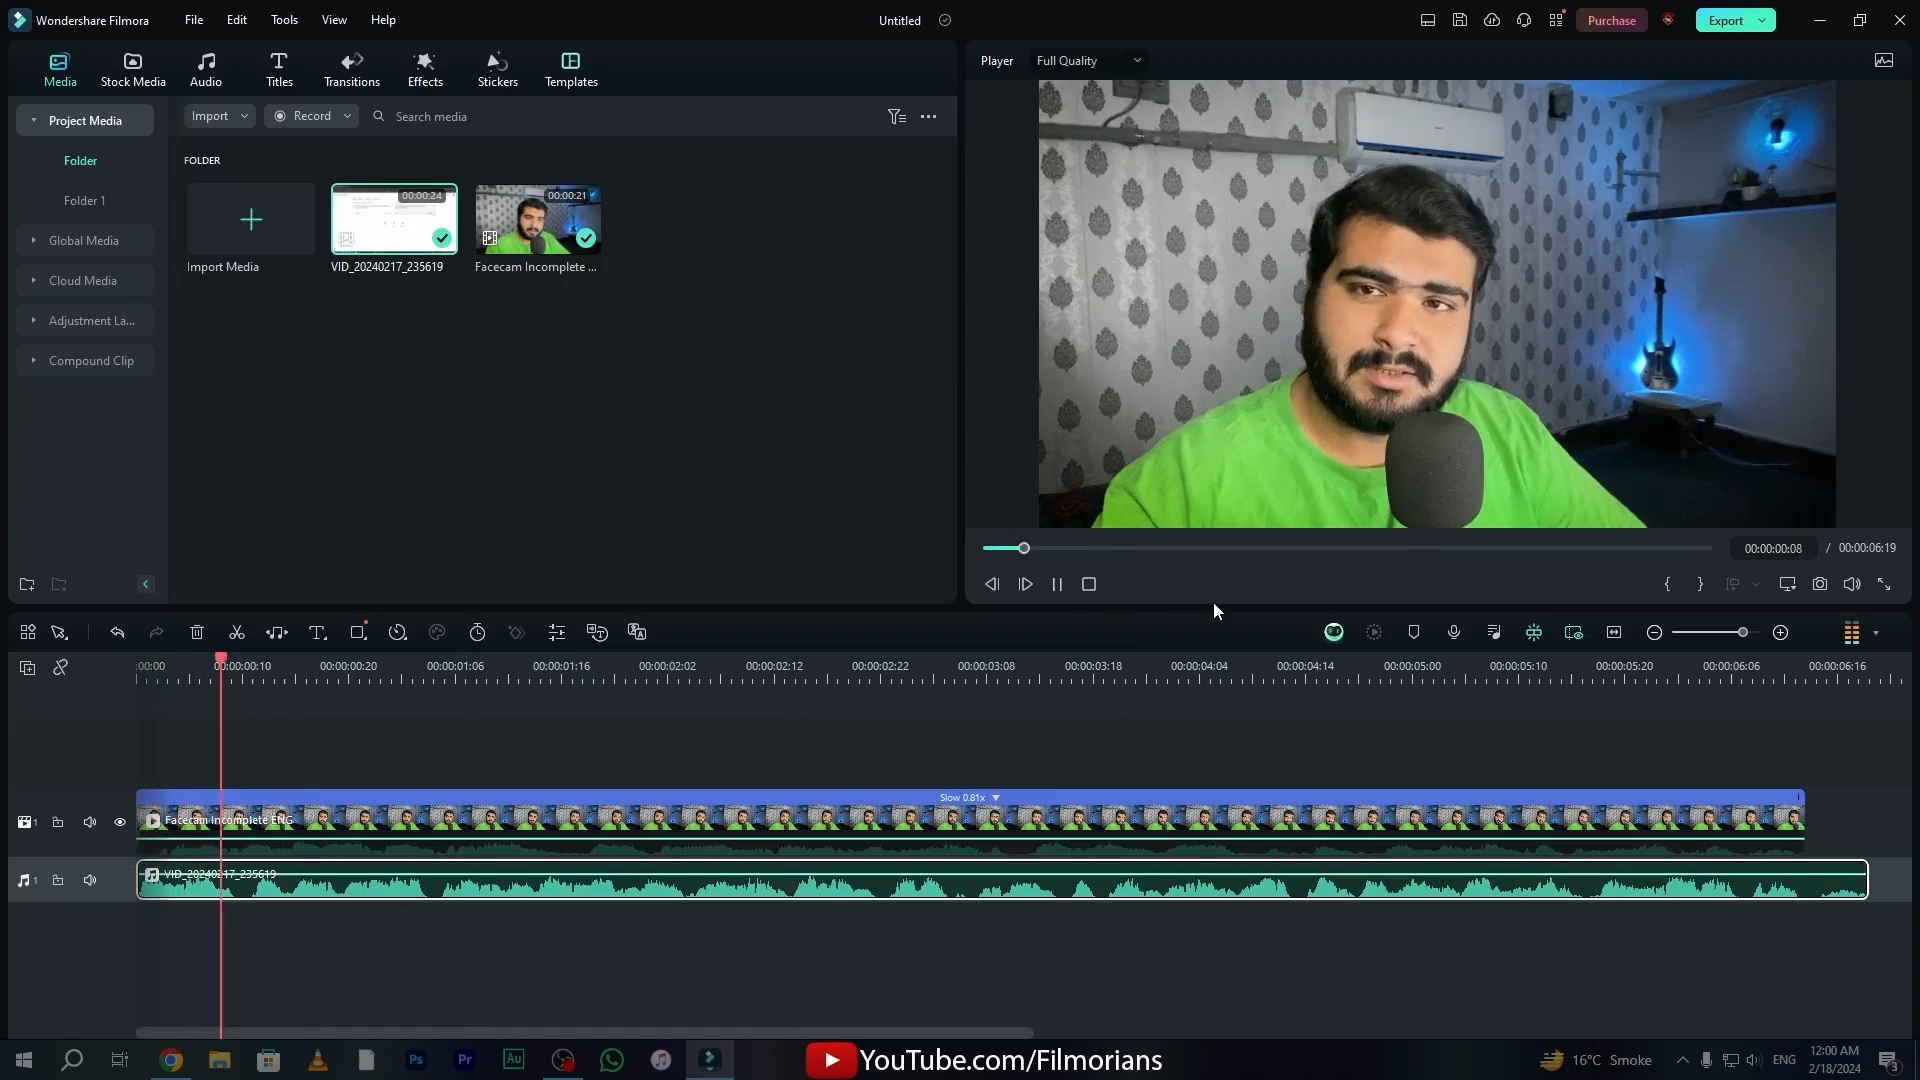 Wondershare Filmora File Edit Tools View Help Untitled Purchase Export
Media Stock Media Audio Titles Transitions Effects Stickers Templates
Player Full Quality
Project Media
Import Record Search media
FOLDER
Folder
Folder 1
Global Media
Cloud Media
Adjustment La...
Compound Clip
00:00:24
00:00:21
Import Media VID_20240217_235619 Facecam Incomplete ...
00:00:00:08 / 00:00:06:19
:00:00 00:00:00:10 00:00:00:20 00:00:01:06 00:00:01:16 00:00:02:02 00:00:02:12 00:00:02:22 00:00:03:08 00:00:03:18 00:00:04:04 00:00:04:14 00:00:05:00 00:00:05:10 00:00:05:20 00:00:06:06 00:00:06:16
Slow 0.81x
1 Facecam Incomplete ENG
1 VID_20240217_235619
Ps Pr Au
YouTube.com/Filmorians
16°C Smoke ENG
12:00 AM
2/18/2024
3